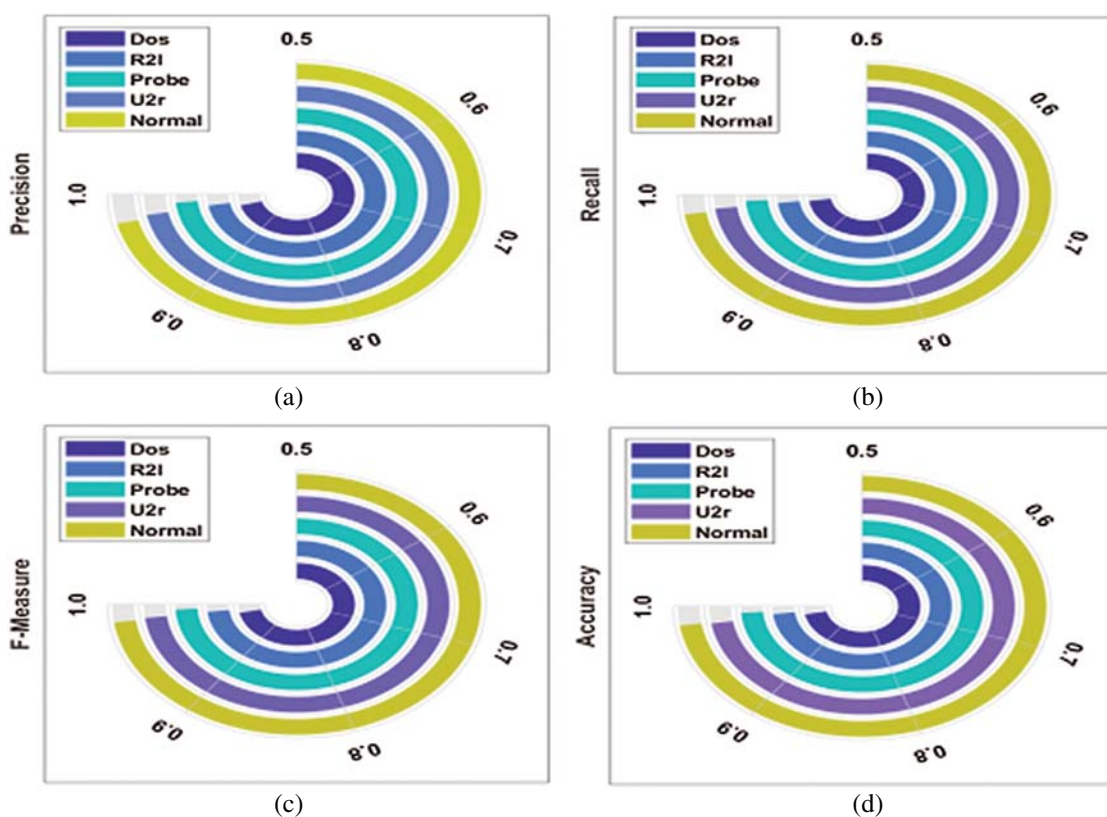 Dos
R2l
Probe
U2r
Normal
0.5
0.6
0.7
0.8
0.9
1.0
Precision
(a)
Dos
R2l
Probe
U2r
Normal
0.5
0.6
0.7
0.8
0.9
1.0
Recall
(b)
Dos
R2l
Probe
U2r
Normal
0.5
0.6
0.7
0.8
0.9
1.0
F-Measure
(c)
Dos
R2l
Probe
U2r
Normal
0.5
0.6
0.7
0.8
0.9
1.0
Accuracy
(d)